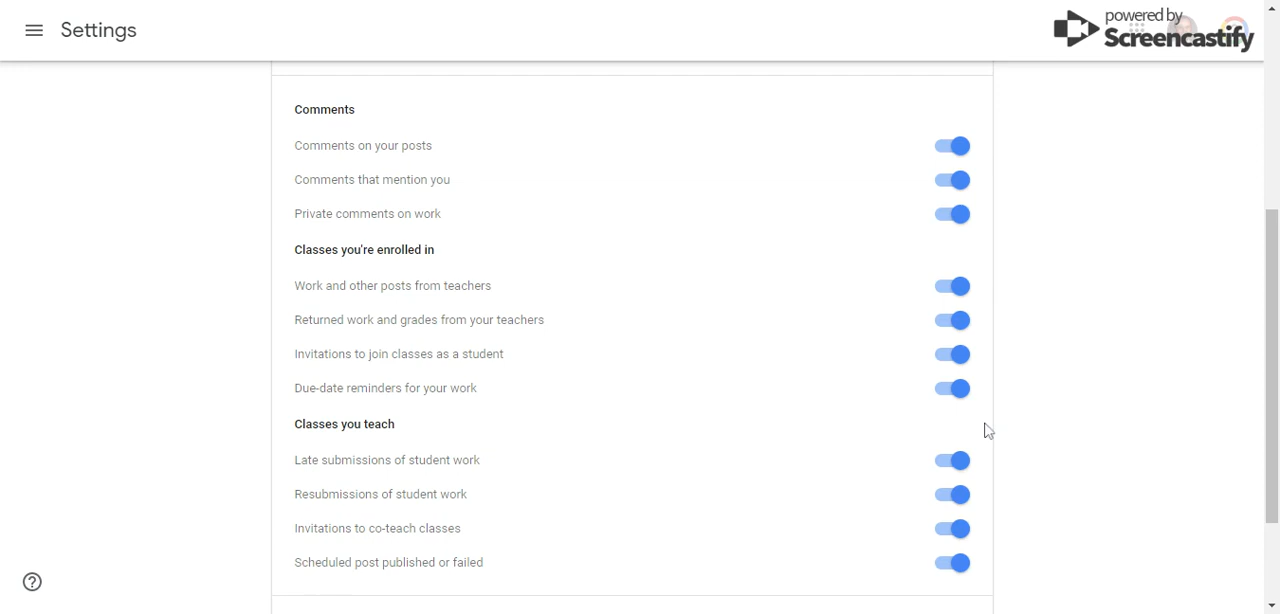 Settings
powered by
Screencastify
Comments
Comments on your posts
Comments that mention you
Private comments on work
Classes you're enrolled in
Work and other posts from teachers
Returned work and grades from your teachers
Invitations to join classes as a student
Due-date reminders for your work
Classes you teach
Late submissions of student work
Resubmissions of student work
Invitations to co-teach classes
Scheduled post published or failed